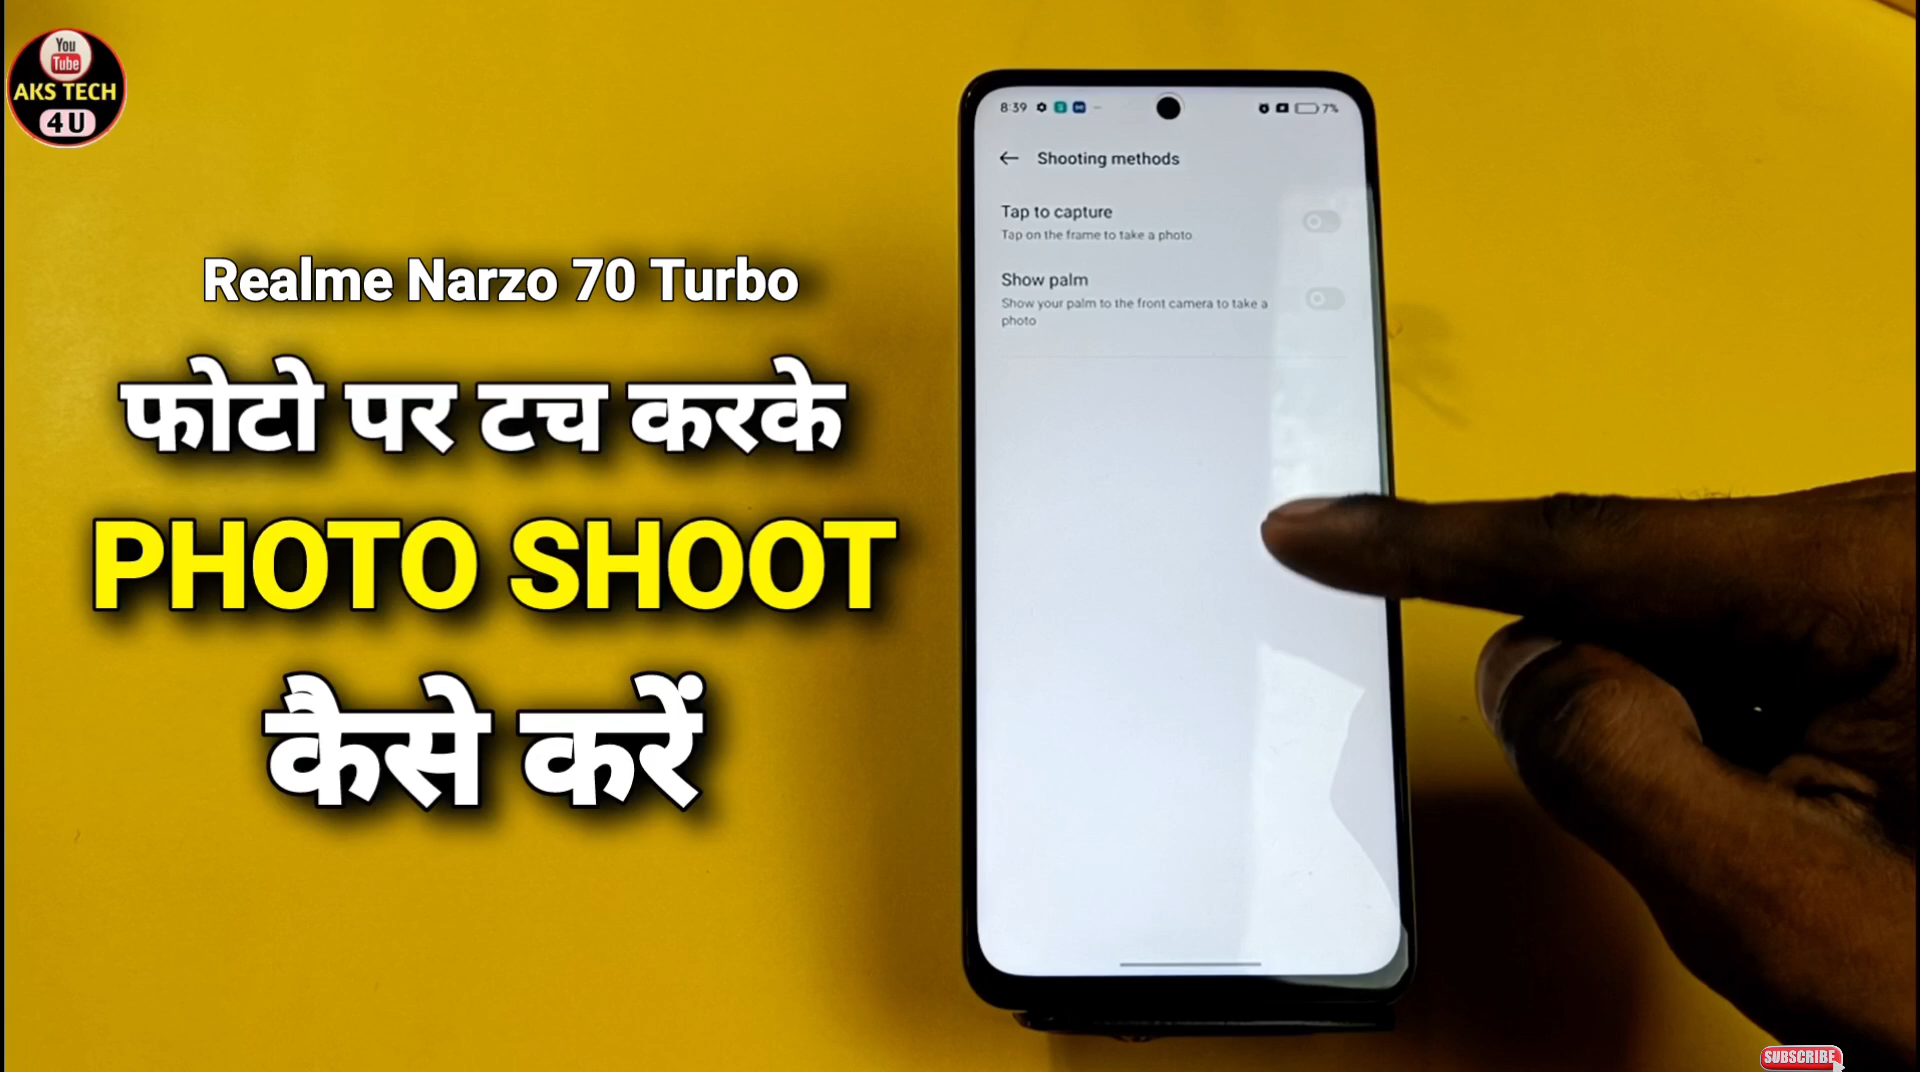 You
Tube
AKS TECH
4U
Realme Narzo 70 Turbo
फोटो पर टच करके
PHOTO SHOOT
कैसे करें
8:39
7%
Shooting methods
Tap to capture
Tap on the frame to take a photo
Show palm
Show your palm to the front camera to take a
photo
SUBSCRIBE